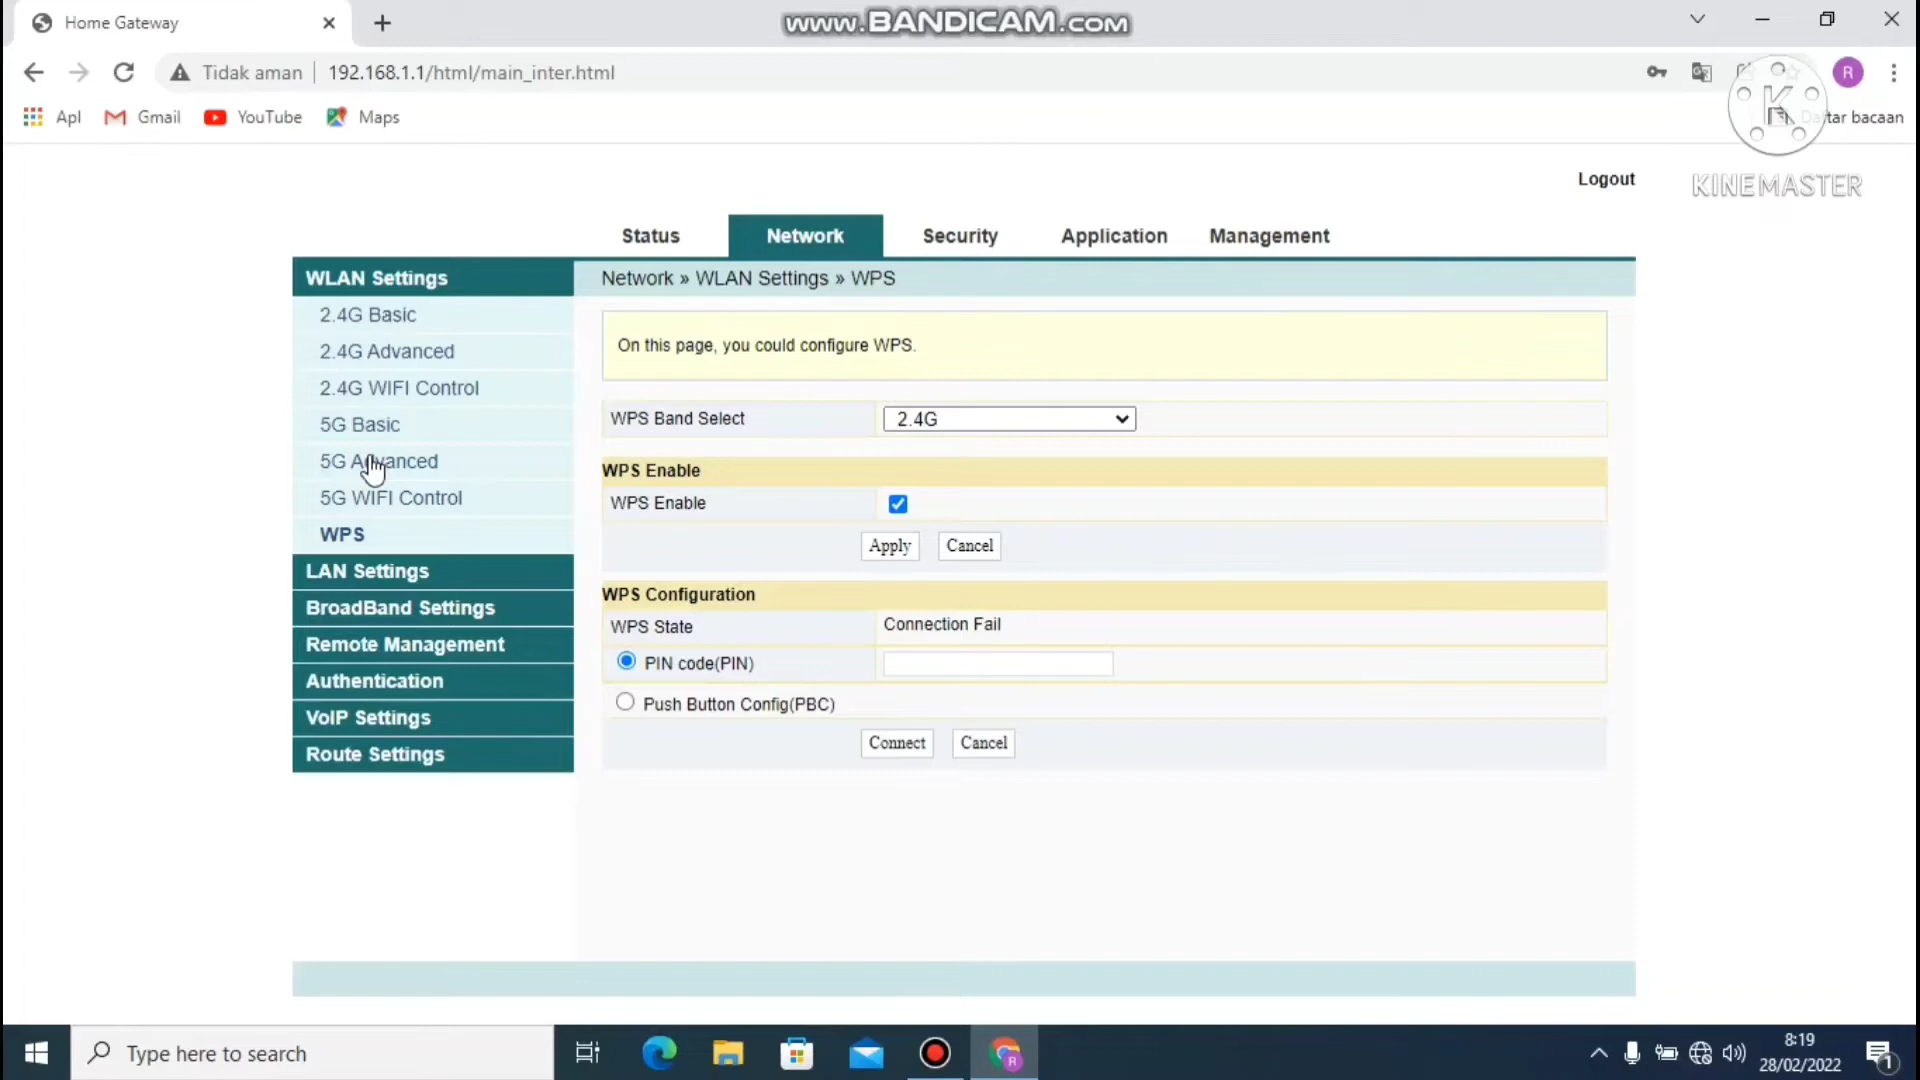 Home Gateway
www.BANDICAM.com
Tidak aman
192.168.1.1/html/main_inter.html
R
Apl
Gmail
YouTube
Maps
tar bacaan
K
KINEMASTER
Logout
Status
Network
Security
Application
Management
WLAN Settings
Network » WLAN Settings » WPS
2.4G Basic
2.4G Advanced
2.4G WIFI Control
5G Basic
5G Advanced
5G WIFI Control
WPS
LAN Settings
BroadBand Settings
Remote Management
Authentication
VoIP Settings
Route Settings
On this page, you could configure WPS.
WPS Band Select
2.4G
WPS Enable
WPS Enable
Apply
Cancel
WPS Configuration
WPS State
Connection Fail
PIN code(PIN)
Push Button Config(PBC)
Connect
Cancel
Type here to search
R
8:19
28/02/2022
1